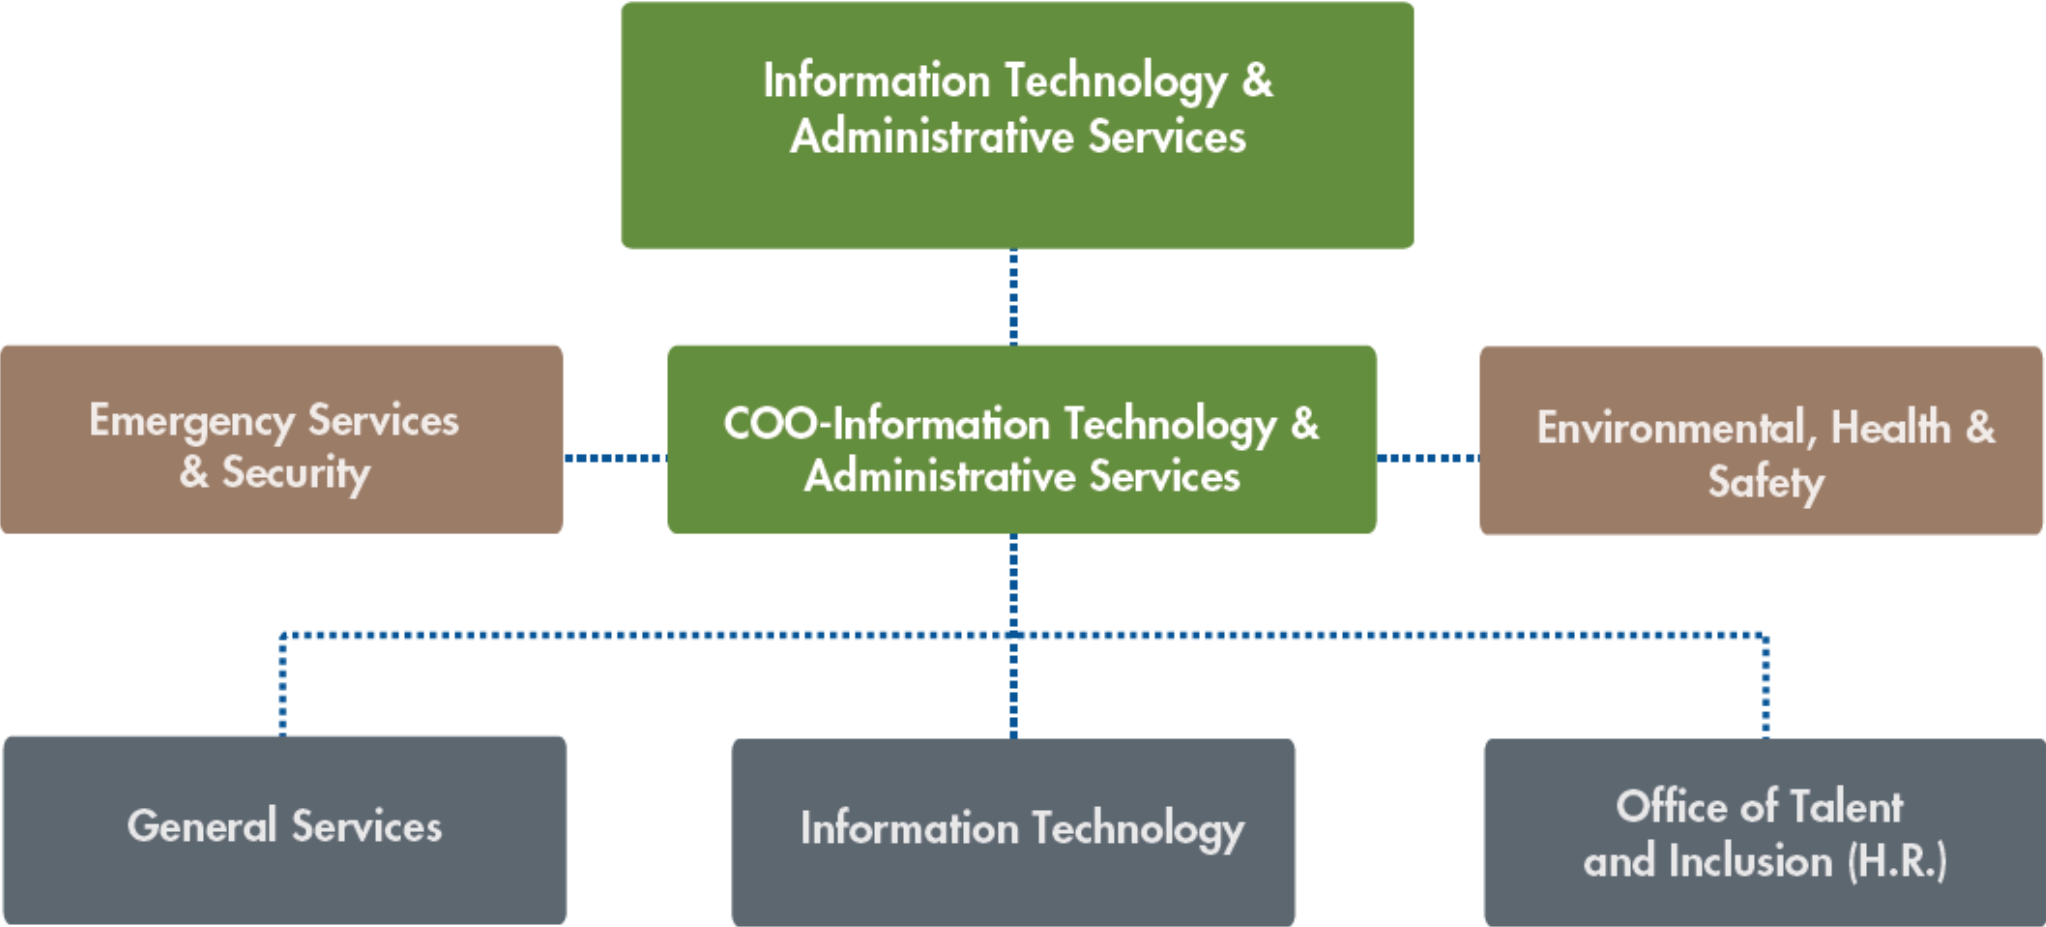 Information Technology &
Administrative Services
Emergency Services
& Security
COO-Information Technology &
Administrative Services
Environmental, Health &
Safety
General Services
Information Technology
Office of Talent
and Inclusion (H.R.)